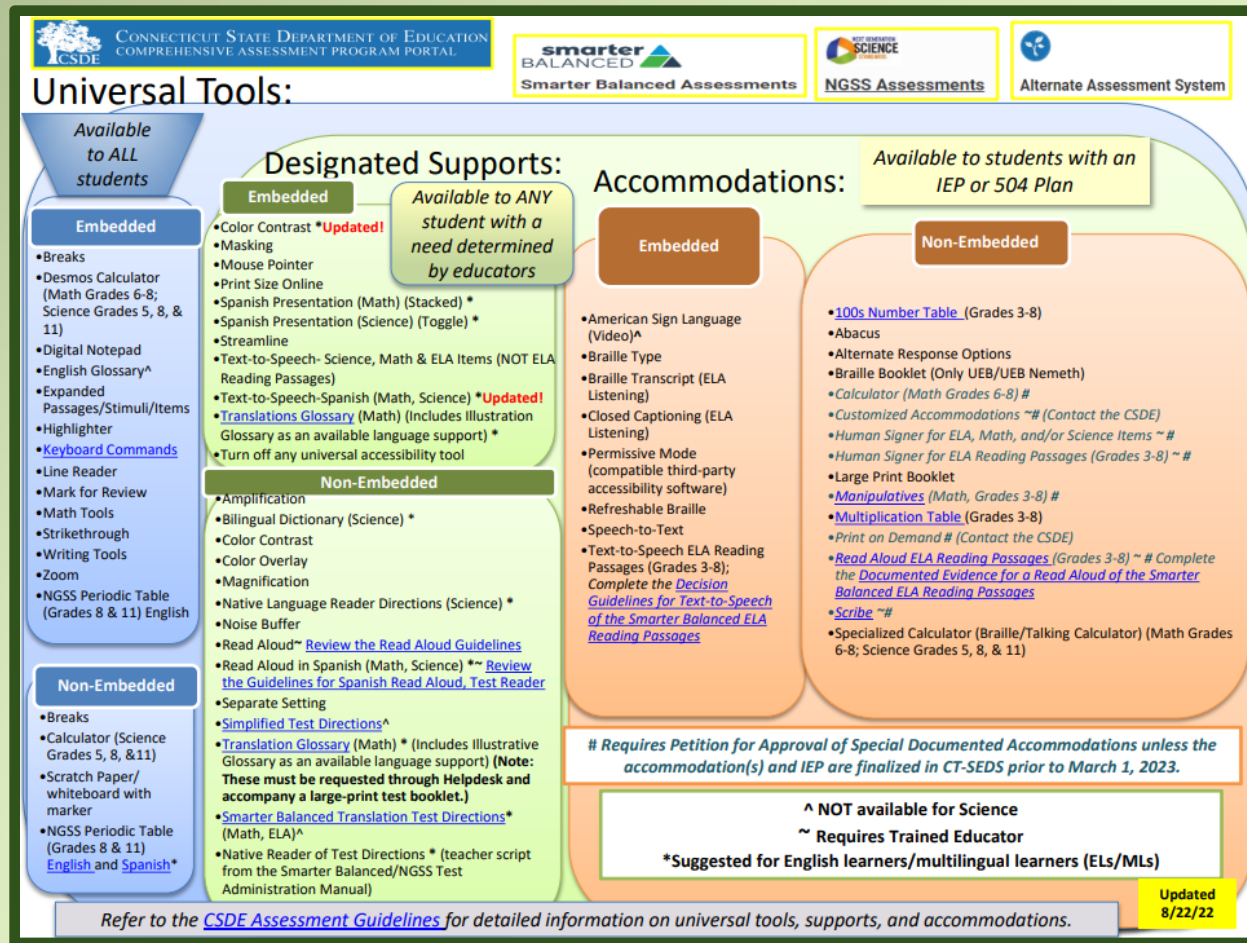 CSDE
CONNECTICUT STATE DEPARTMENT OF EDUCATION
COMPREHENSIVE ASSESSMENT PROGRAM PORTAL
smarter
BALANCED
Smarter Balanced Assessments
NEXT GENERATION
SCIENCE
STANDARDS
NGSS Assessments
Alternate Assessment System
Universal Tools:
Available
to ALL
students
Embedded
•Breaks
•Desmos Calculator
(Math Grades 6-8;
Science Grades 5, 8, &
11)
•Digital Notepad
•English Glossary^
•Expanded
Passages/Stimuli/Items
•Highlighter
•Keyboard Commands
•Line Reader
•Mark for Review
•Math Tools
•Strikethrough
•Writing Tools
•Zoom
•NGSS Periodic Table
(Grades 8 & 11) English
Non-Embedded
•Breaks
•Calculator (Science
Grades 5, 8, &11)
•Scratch Paper/
whiteboard with
marker
•NGSS Periodic Table
(Grades 8 & 11)
English and Spanish*
Designated Supports:
Available to ANY
student with a
need determined
by educators
Embedded
•Color Contrast *Updated!
•Masking
•Mouse Pointer
•Print Size Online
•Spanish Presentation (Math) (Stacked) *
•Spanish Presentation (Science) (Toggle) *
•Streamline
•Text-to-Speech- Science, Math & ELA Items (NOT ELA
Reading Passages)
•Text-to-Speech-Spanish (Math, Science) *Updated!
•Translations Glossary (Math) (Includes Illustration
Glossary as an available language support) *
•Turn off any universal accessibility tool
Non-Embedded
•Amplification
•Bilingual Dictionary (Science) *
•Color Contrast
•Color Overlay
•Magnification
•Native Language Reader Directions (Science) *
•Noise Buffer
•Read Aloud~ Review the Read Aloud Guidelines
•Read Aloud in Spanish (Math, Science) *~ Review
the Guidelines for Spanish Read Aloud, Test Reader
•Separate Setting
•Simplified Test Directions^
•Translation Glossary (Math) * (Includes Illustrative
Glossary as an available language support) (Note:
These must be requested through Helpdesk and
accompany a large-print test booklet.)
•Smarter Balanced Translation Test Directions*
(Math, ELA)^
•Native Reader of Test Directions * (teacher script
from the Smarter Balanced/NGSS Test
Administration Manual)
Accommodations:
Available to students with an
IEP or 504 Plan
Embedded
•American Sign Language
(Video)^
•Braille Type
•Braille Transcript (ELA
Listening)
•Closed Captioning (ELA
Listening)
•Permissive Mode
(compatible third-party
accessibility software)
•Refreshable Braille
•Speech-to-Text
•Text-to-Speech ELA Reading
Passages (Grades 3-8);
Complete the Decision
Guidelines for Text-to-Speech
of the Smarter Balanced ELA
Reading Passages
Non-Embedded
•100s Number Table (Grades 3-8)
•Abacus
•Alternate Response Options
•Braille Booklet (Only UEB/UEB Nemeth)
•Calculator (Math Grades 6-8) #
•Customized Accommodations ~# (Contact the CSDE)
•Human Signer for ELA, Math, and/or Science Items ~ #
•Human Signer for ELA Reading Passages (Grades 3-8) ~ #
•Large Print Booklet
•Manipulatives (Math, Grades 3-8) #
•Multiplication Table (Grades 3-8)
•Print on Demand # (Contact the CSDE)
•Read Aloud ELA Reading Passages (Grades 3-8) ~ # Complete
the Documented Evidence for a Read Aloud of the Smarter
Balanced ELA Reading Passages
•Scribe ~#
•Specialized Calculator (Braille/Talking Calculator) (Math Grades
6-8; Science Grades 5, 8, & 11)
# Requires Petition for Approval of Special Documented Accommodations unless the
accommodation(s) and IEP are finalized in CT-SEDS prior to March 1, 2023.
^ NOT available for Science
~ Requires Trained Educator
*Suggested for English learners/multilingual learners (ELs/MLs)
Updated
8/22/22
Refer to the CSDE Assessment Guidelines for detailed information on universal tools, supports, and accommodations.